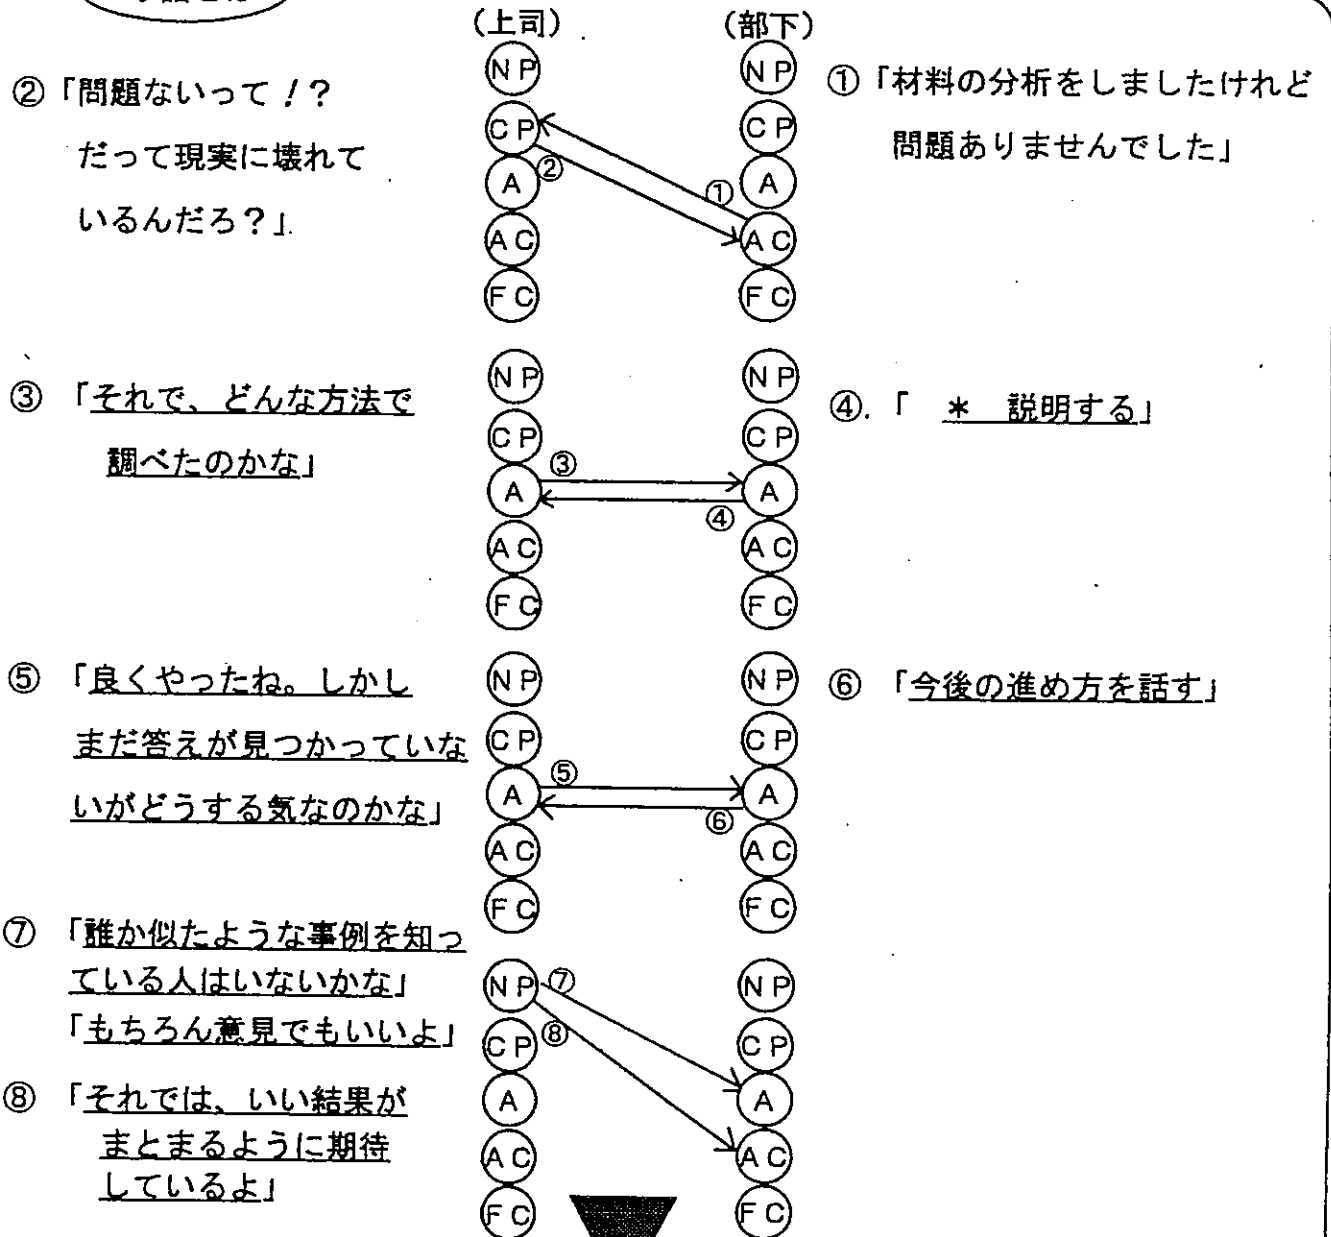 (上司) (部下)
②「問題ないって！？
だって現実に壊れて
いるんだろ？」
NP
CP
A
AC
FC
②
①
NP
CP
A
AC
FC
①「材料の分析をしましたけれど
問題ありませんでした」
③「それで、どんな方法で
調べたのかな」
NP
CP
A
AC
FC
③
④
NP
CP
A
AC
FC
④.「 ＊ 説明する」
⑤「良くやったね。しかし
まだ答えが見つかっていな
いがどうする気なのかな」
NP
CP
A
AC
FC
⑤
⑥
NP
CP
A
AC
FC
⑥「今後の進め方を話す」
⑦「誰か似たような事例を知っ
ている人はいないかな」
「もちろん意見でもいいよ」
⑧「それでは、いい結果が
まとまるように期待
しているよ」
NP
CP
A
AC
FC
⑦
⑧
NP
CP
A
AC
FC